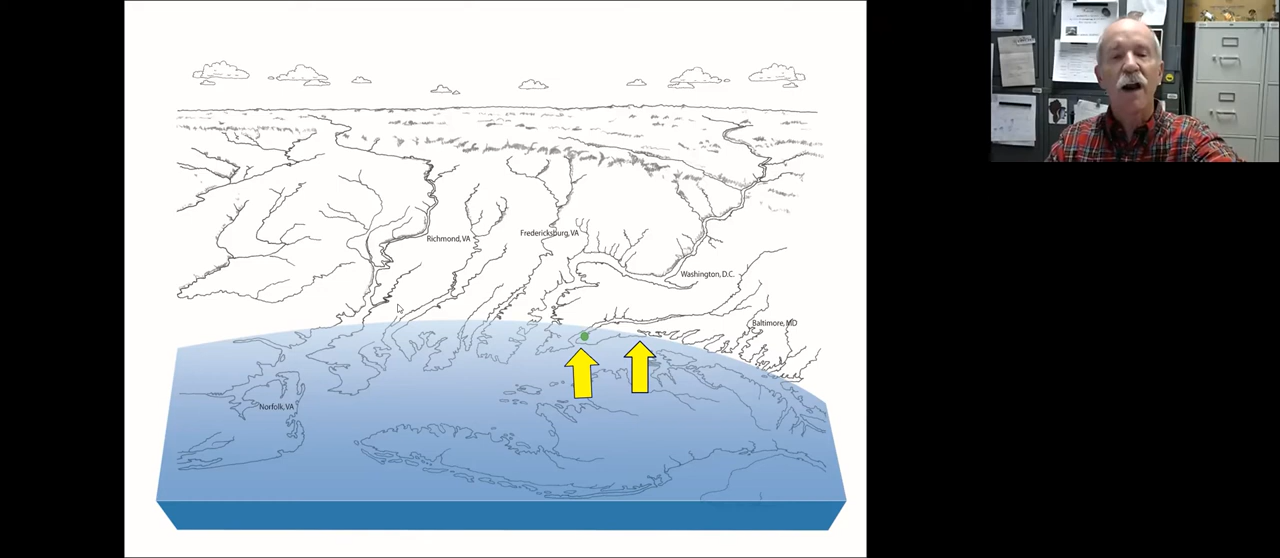 Fredericksburg, VA
Richmond, VA
Washington, D.C.
Baltimore, MD
Norfolk, VA